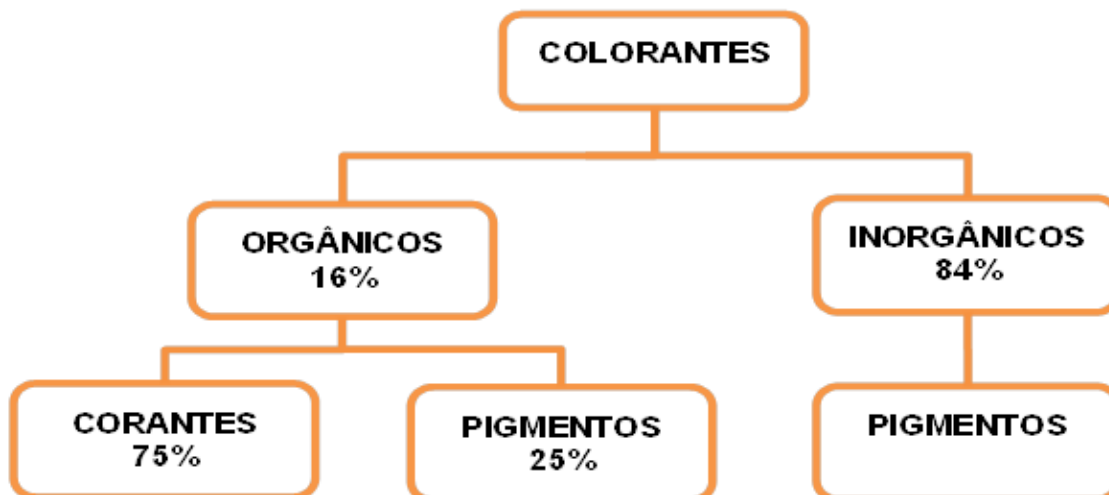 COLORANTES
ORGÂNICOS
16%
INORGÂNICOS
84%
CORANTES
75%
PIGMENTOS
25%
PIGMENTOS